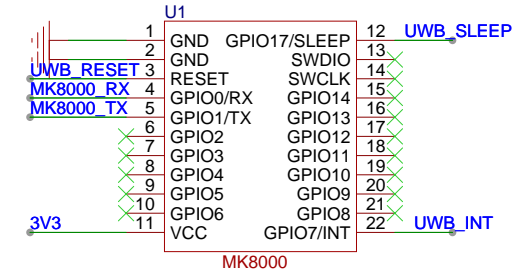 U1
1 GND GPIO17/SLEEP 12 UWB_SLEEP
2 GND SWDIO 13
UWB_RESET 3 RESET SWCLK 14
MK8000_RX 4 GPIO0/RX GPIO14 15
MK8000_TX 5 GPIO1/TX GPIO13 16
6 GPIO2 GPIO12 17
7 GPIO3 GPIO11 18
8 GPIO4 GPIO10 19
9 GPIO5 GPIO9 20
10 GPIO6 GPIO8 21
3V3 11 VCC GPIO7/INT 22 UWB_INT
MK8000